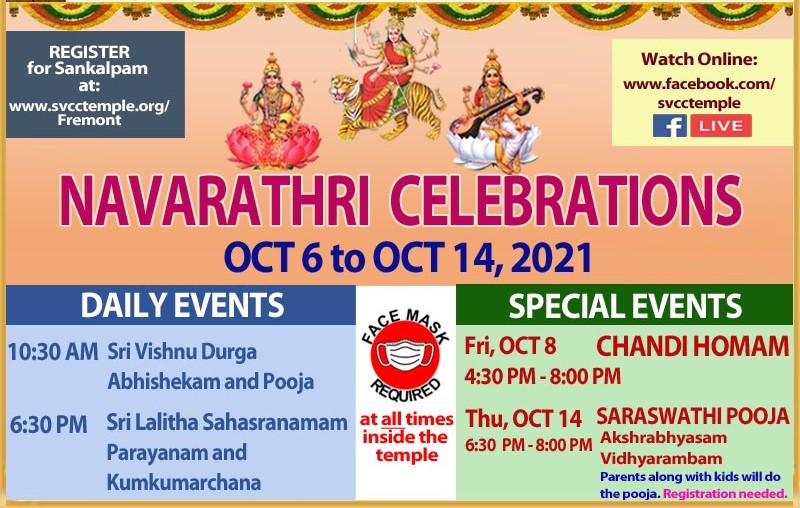 REGISTER
for Sankalpam
at:
www.svcctemple.org/
Fremont
Watch Online:
www.facebook.com/
svcctemple
f LIVE
NAVARATHRI CELEBRATIONS
OCT 6 to OCT 14, 2021
DAILY EVENTS
10:30 AM Sri Vishnu Durga
Abhishekam and Pooja
6:30 PM Sri Lalitha Sahasranamam
Parayanam and
Kumkumarchana
FACE MASK
REQUIRED
at all times
inside the
temple
SPECIAL EVENTS
Fri, OCT 8 CHANDI HOMAM
4:30 PM - 8:00 PM
Thu, OCT 14 SARASWATHI POOJA
6:30 PM - 8:00 PM Akshrabhyasam
Vidhyarambam
Parents along with kids will do
the pooja. Registration needed.